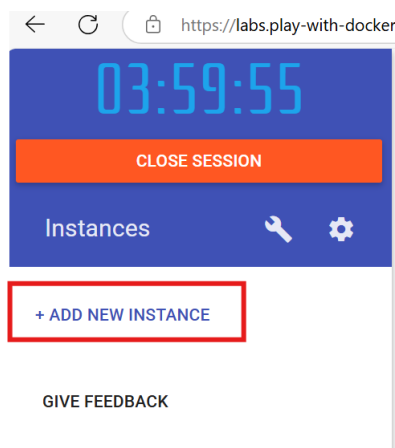 https://labs.play-with-docker
03:59:55
CLOSE SESSION
Instances
+ ADD NEW INSTANCE
GIVE FEEDBACK